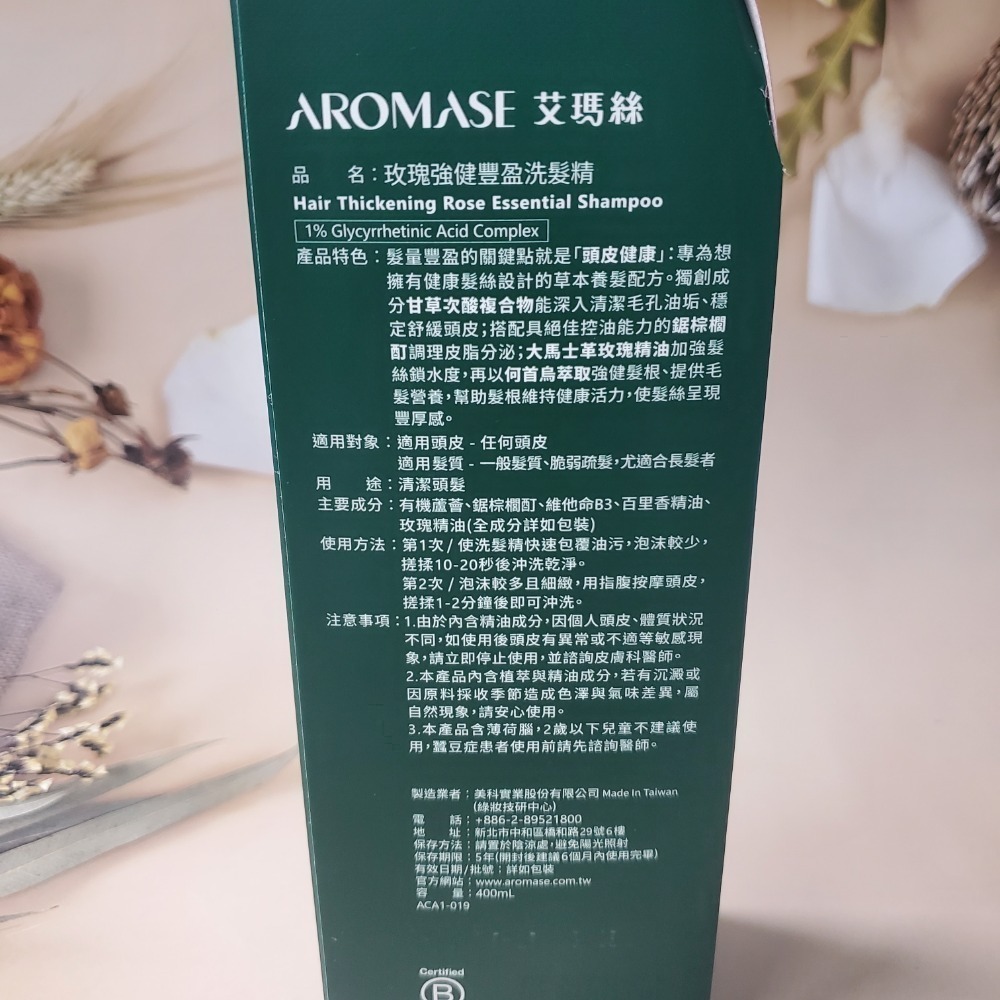 AROMASE 艾瑪絲
品 名：玫瑰強健豐盈洗髮精
Hair Thickening Rose Essential Shampoo
1% Glycyrrhetinic Acid Complex
產品特色：髮量豐盈的關鍵點就是「頭皮健康」：專為想
擁有健康髮絲設計的草本養髮配方。獨創成
分甘草次酸複合物能深入清潔毛孔油垢、穩
定舒緩頭皮；搭配具絕佳控油能力的鋸棕櫚
酊調理皮脂分泌；大馬士革玫瑰精油加強髮
絲鎖水度，再以何首烏萃取強健髮根、提供毛
髮營養，幫助髮根維持健康活力，使髮絲呈現
豐厚感。
適用對象：適用頭皮 - 任何頭皮
適用髮質 - 一般髮質、脆弱疏髮，尤適合長髮者
用 途：清潔頭髮
主要成分：有機蘆薈、鋸棕櫚酊、維他命B3、百里香精油、
玫瑰精油(全成分詳如包裝)
使用方法：第1次 / 使洗髮精快速包覆油污，泡沫較少，
搓揉10-20秒後沖洗乾淨。
第2次 / 泡沫較多且細緻，用指腹按摩頭皮，
搓揉1-2分鐘後即可沖洗。
注意事項：1.由於內含精油成分，因個人頭皮、體質狀況
不同，如使用後頭皮有異常或不適等敏感現
象，請立即停止使用，並諮詢皮膚科醫師。
2.本產品內含植萃與精油成分，若有沉澱或
因原料採收季節造成色澤與氣味差異，屬
自然現象，請安心使用。
3.本產品含薄荷腦，2歲以下兒童不建議使
用，蠶豆症患者使用前請先諮詢醫師。
製造業者：美科實業股份有限公司 Made In Taiwan
(綠妝技研中心)
電 話：+886-2-89521800
地 址：新北市中和區橋和路29號6樓
保存方法：請置於陰涼處，避免陽光照射
保存期限：5年(開封後建議6個月內使用完畢)
有效日期/批號：詳如包裝
官方網站：www.aromase.com.tw
容 量：400mL
ACA1-019
Certified
B